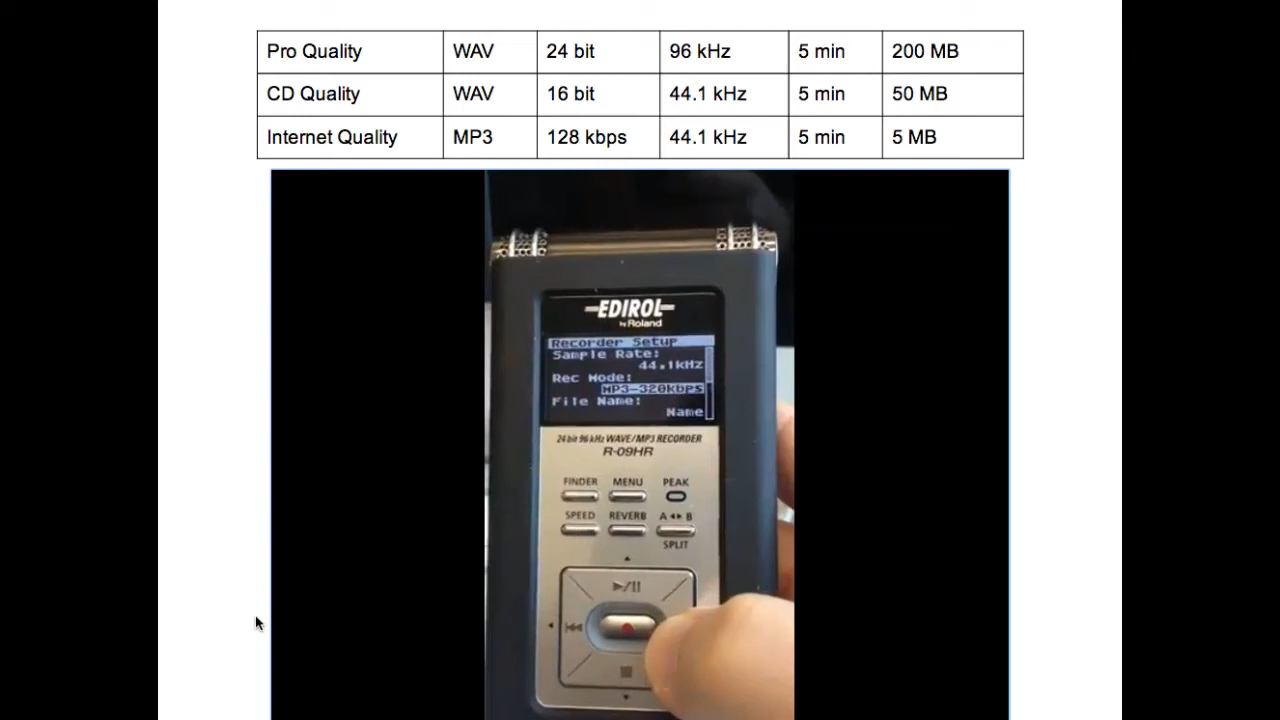 Pro Quality WAV 24 bit 96 kHz 5 min 200 MB
CD Quality WAV 16 bit 44.1 kHz 5 min 50 MB
Internet Quality MP3 128 kbps 44.1 kHz 5 min 5 MB
EDIROL
by Roland
Recorder Setup
Sample Rate:
44.1kHz
Rec Mode:
MP3-320kbps
File Name:
Name
24 bit 96 kHz WAVE/MP3 RECORDER
R-09HR
FINDER MENU PEAK
SPEED REVERB A ◄► B
SPLIT